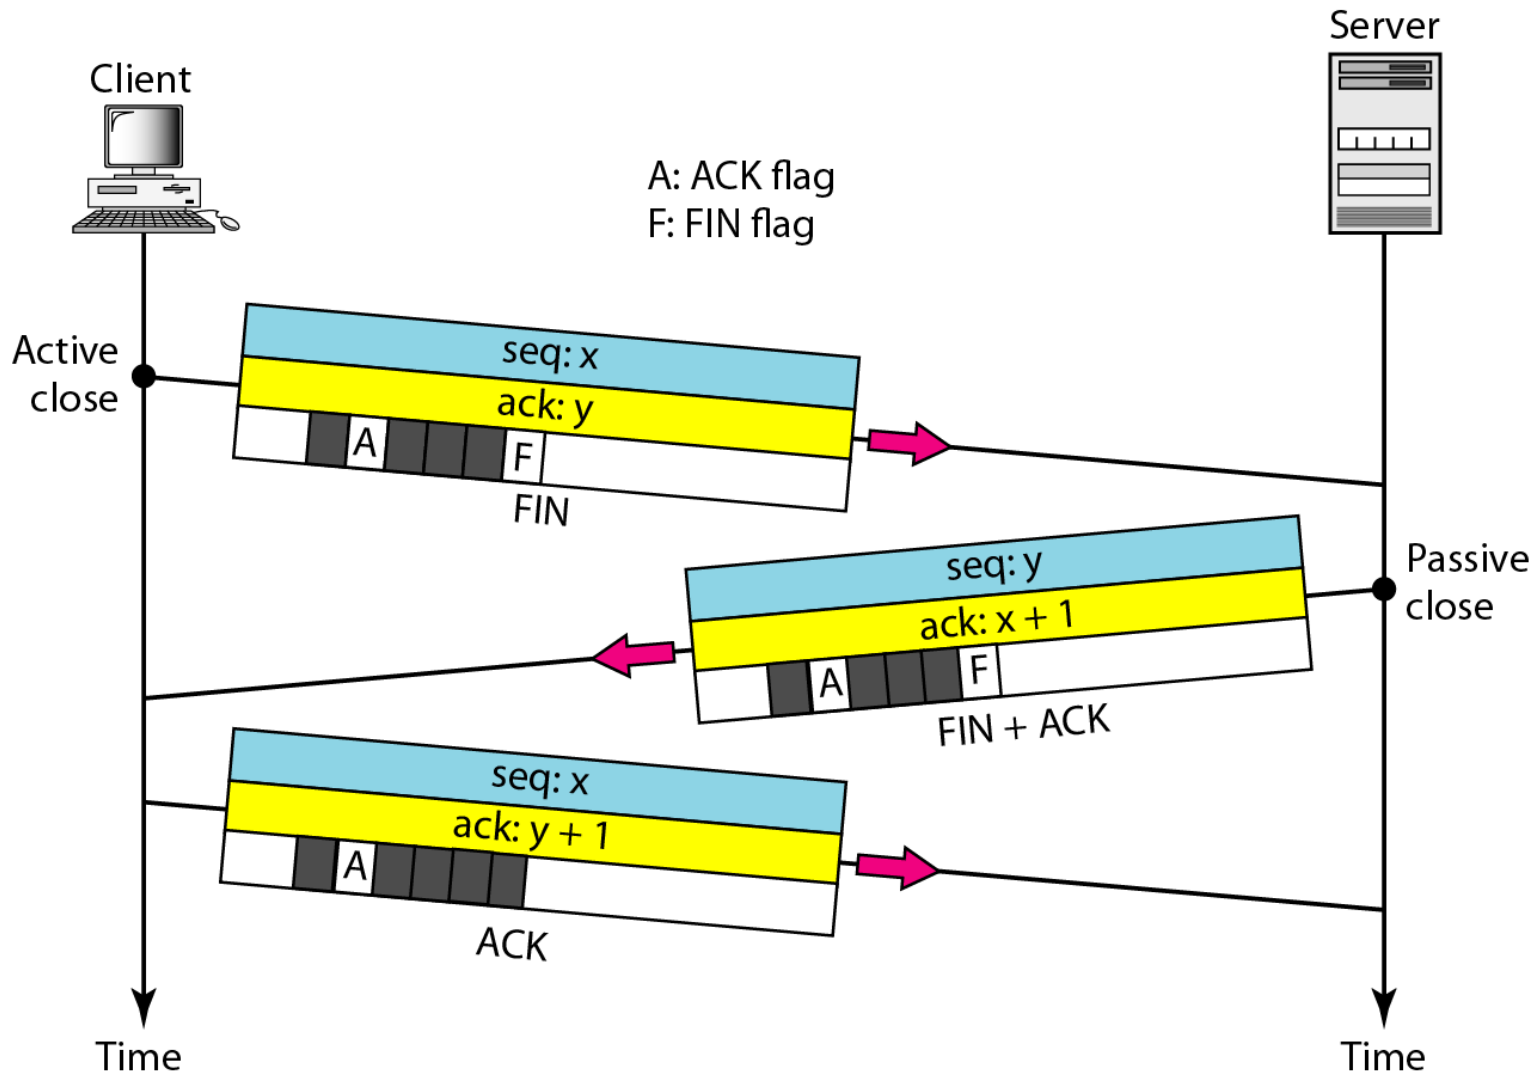 Server
Client
A: ACK flag
F: FIN flag
Active
close
seq: x
ack: y
A
F
FIN
Passive
close
seq: y
ack: x + 1
A
F
FIN + ACK
seq: x
ack: y + 1
A
ACK
Time
Time